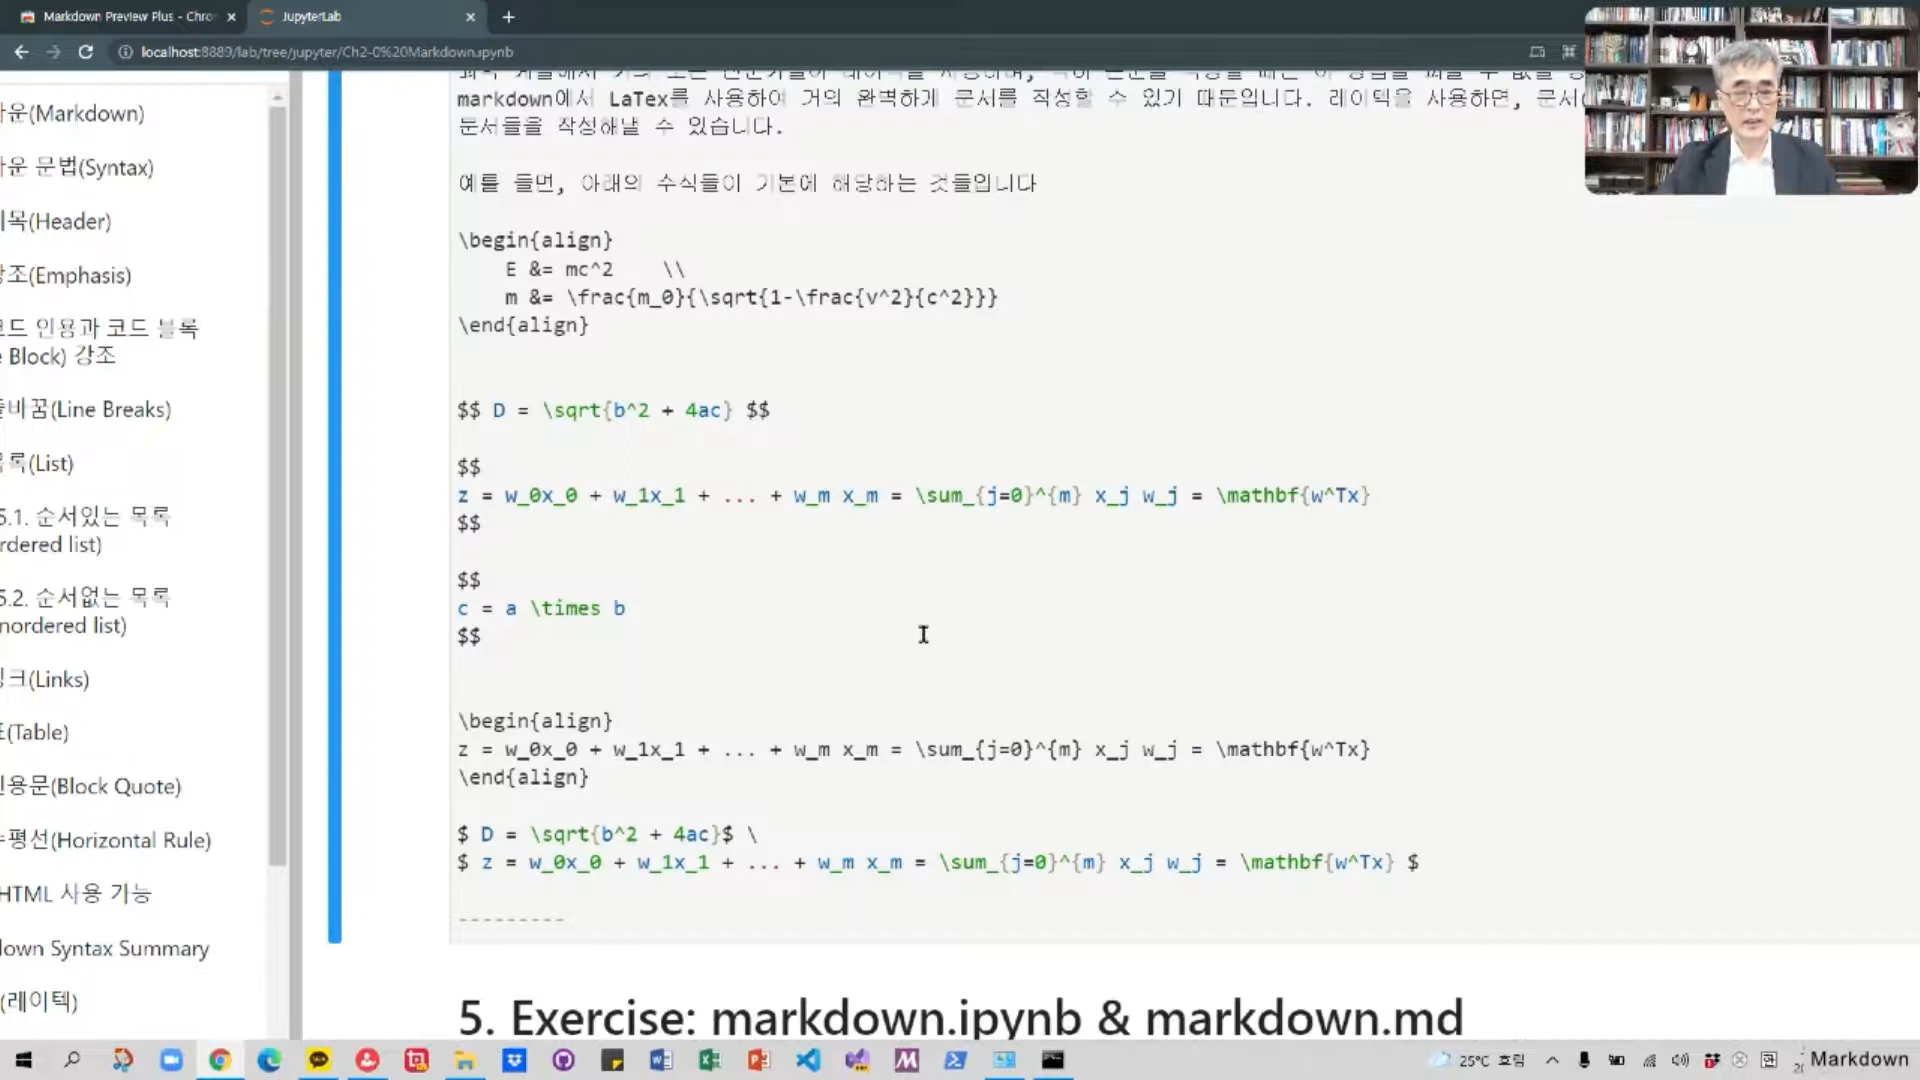 Markdown Preview Plus - Chro
JupyterLab
localhost:8889/lab/tree/jupyter/Ch2-0%20Markdown.ipynb
운(Markdown)
운 문법(Syntax)
목(Header)
조(Emphasis)
드 인용과 코드 블록
Block) 강조
바꿈(Line Breaks)
록(List)
5.1. 순서있는 목록
rdered list)
5.2. 순서없는 목록
nordered list)
크(Links)
(Table)
용문(Block Quote)
평선(Horizontal Rule)
HTML 사용 기능
down Syntax Summary
(레이텍)
markdown에서 LaTex를 사용하여 거의 완벽하게 문서를 작성할 수 있기 때문입니다. 레이텍을 사용하면, 문서
문서들을 작성해낼 수 있습니다.
예를 들면, 아래의 수식들이 기본에 해당하는 것들입니다
\begin{align}
E &= mc^2 \\
m &= \frac{m_0}{\sqrt{1-\frac{v^2}{c^2}}}
\end{align}
$$ D = \sqrt{b^2 + 4ac} $$
$$
z = w_0x_0 + w_1x_1 + ... + w_m x_m = \sum_{j=0}^{m} x_j w_j = \mathbf{w^Tx}
$$
$$
c = a \times b
$$
\begin{align}
z = w_0x_0 + w_1x_1 + ... + w_m x_m = \sum_{j=0}^{m} x_j w_j = \mathbf{w^Tx}
\end{align}
$ D = \sqrt{b^2 + 4ac}$ \
$ z = w_0x_0 + w_1x_1 + ... + w_m x_m = \sum_{j=0}^{m} x_j w_j = \mathbf{w^Tx} $
---------
5. Exercise: markdown.ipynb & markdown.md
25°C 흐림
Markdown